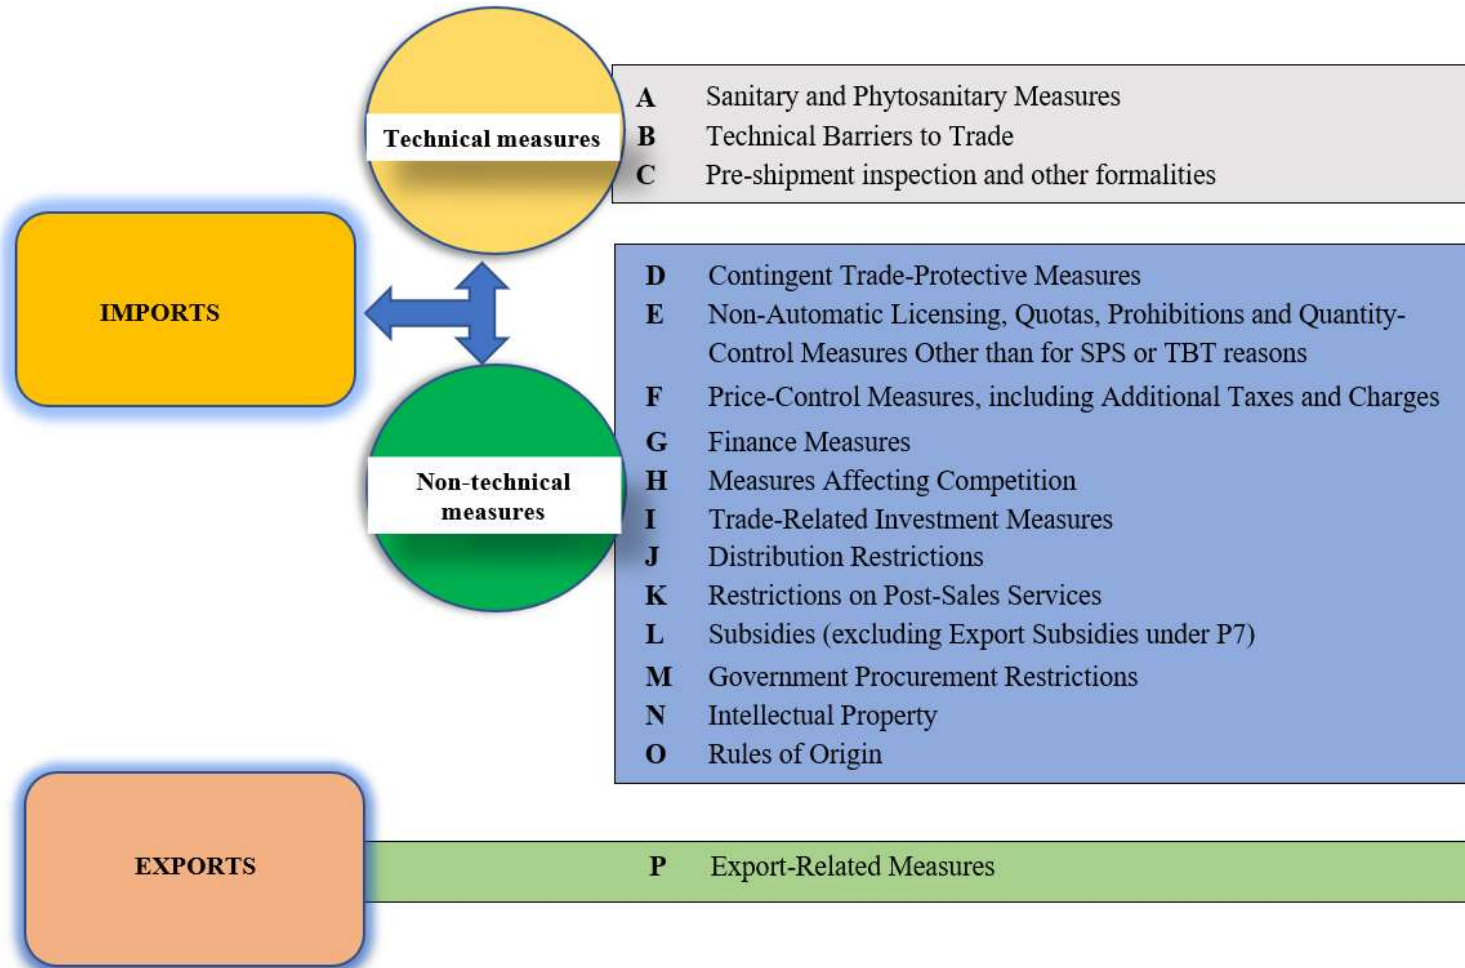 Technical measures
A Sanitary and Phytosanitary Measures
B Technical Barriers to Trade
C Pre-shipment inspection and other formalities
IMPORTS
Non-technical
measures
D Contingent Trade-Protective Measures
E Non-Automatic Licensing, Quotas, Prohibitions and Quantity-
Control Measures Other than for SPS or TBT reasons
F Price-Control Measures, including Additional Taxes and Charges
G Finance Measures
H Measures Affecting Competition
I Trade-Related Investment Measures
J Distribution Restrictions
K Restrictions on Post-Sales Services
L Subsidies (excluding Export Subsidies under P7)
M Government Procurement Restrictions
N Intellectual Property
O Rules of Origin
EXPORTS
P Export-Related Measures